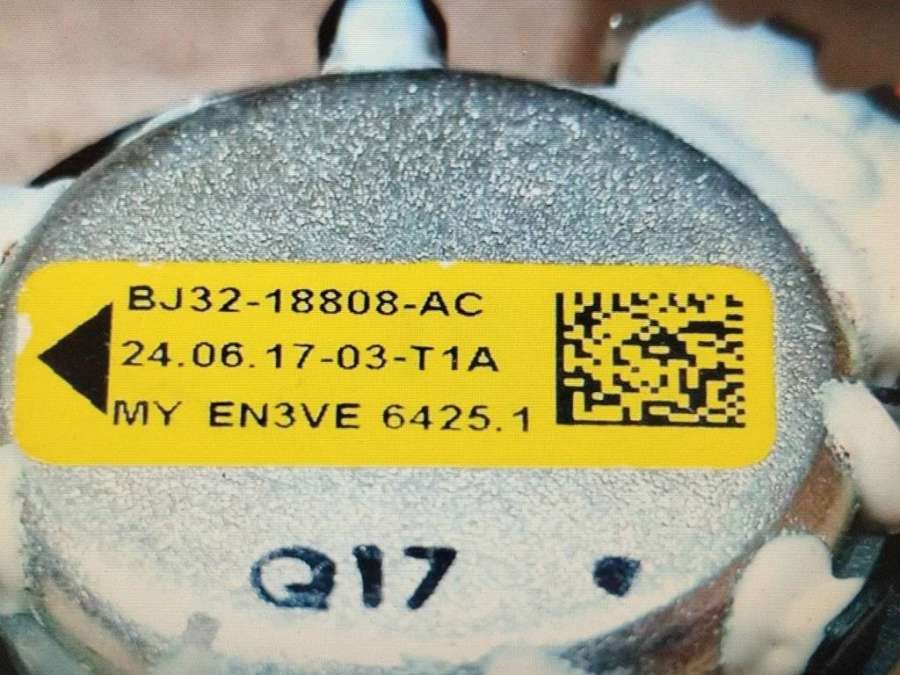 BJ32-18808-AC
24.06.17-03-T1A
MY EN3VE 6425.1
Q17